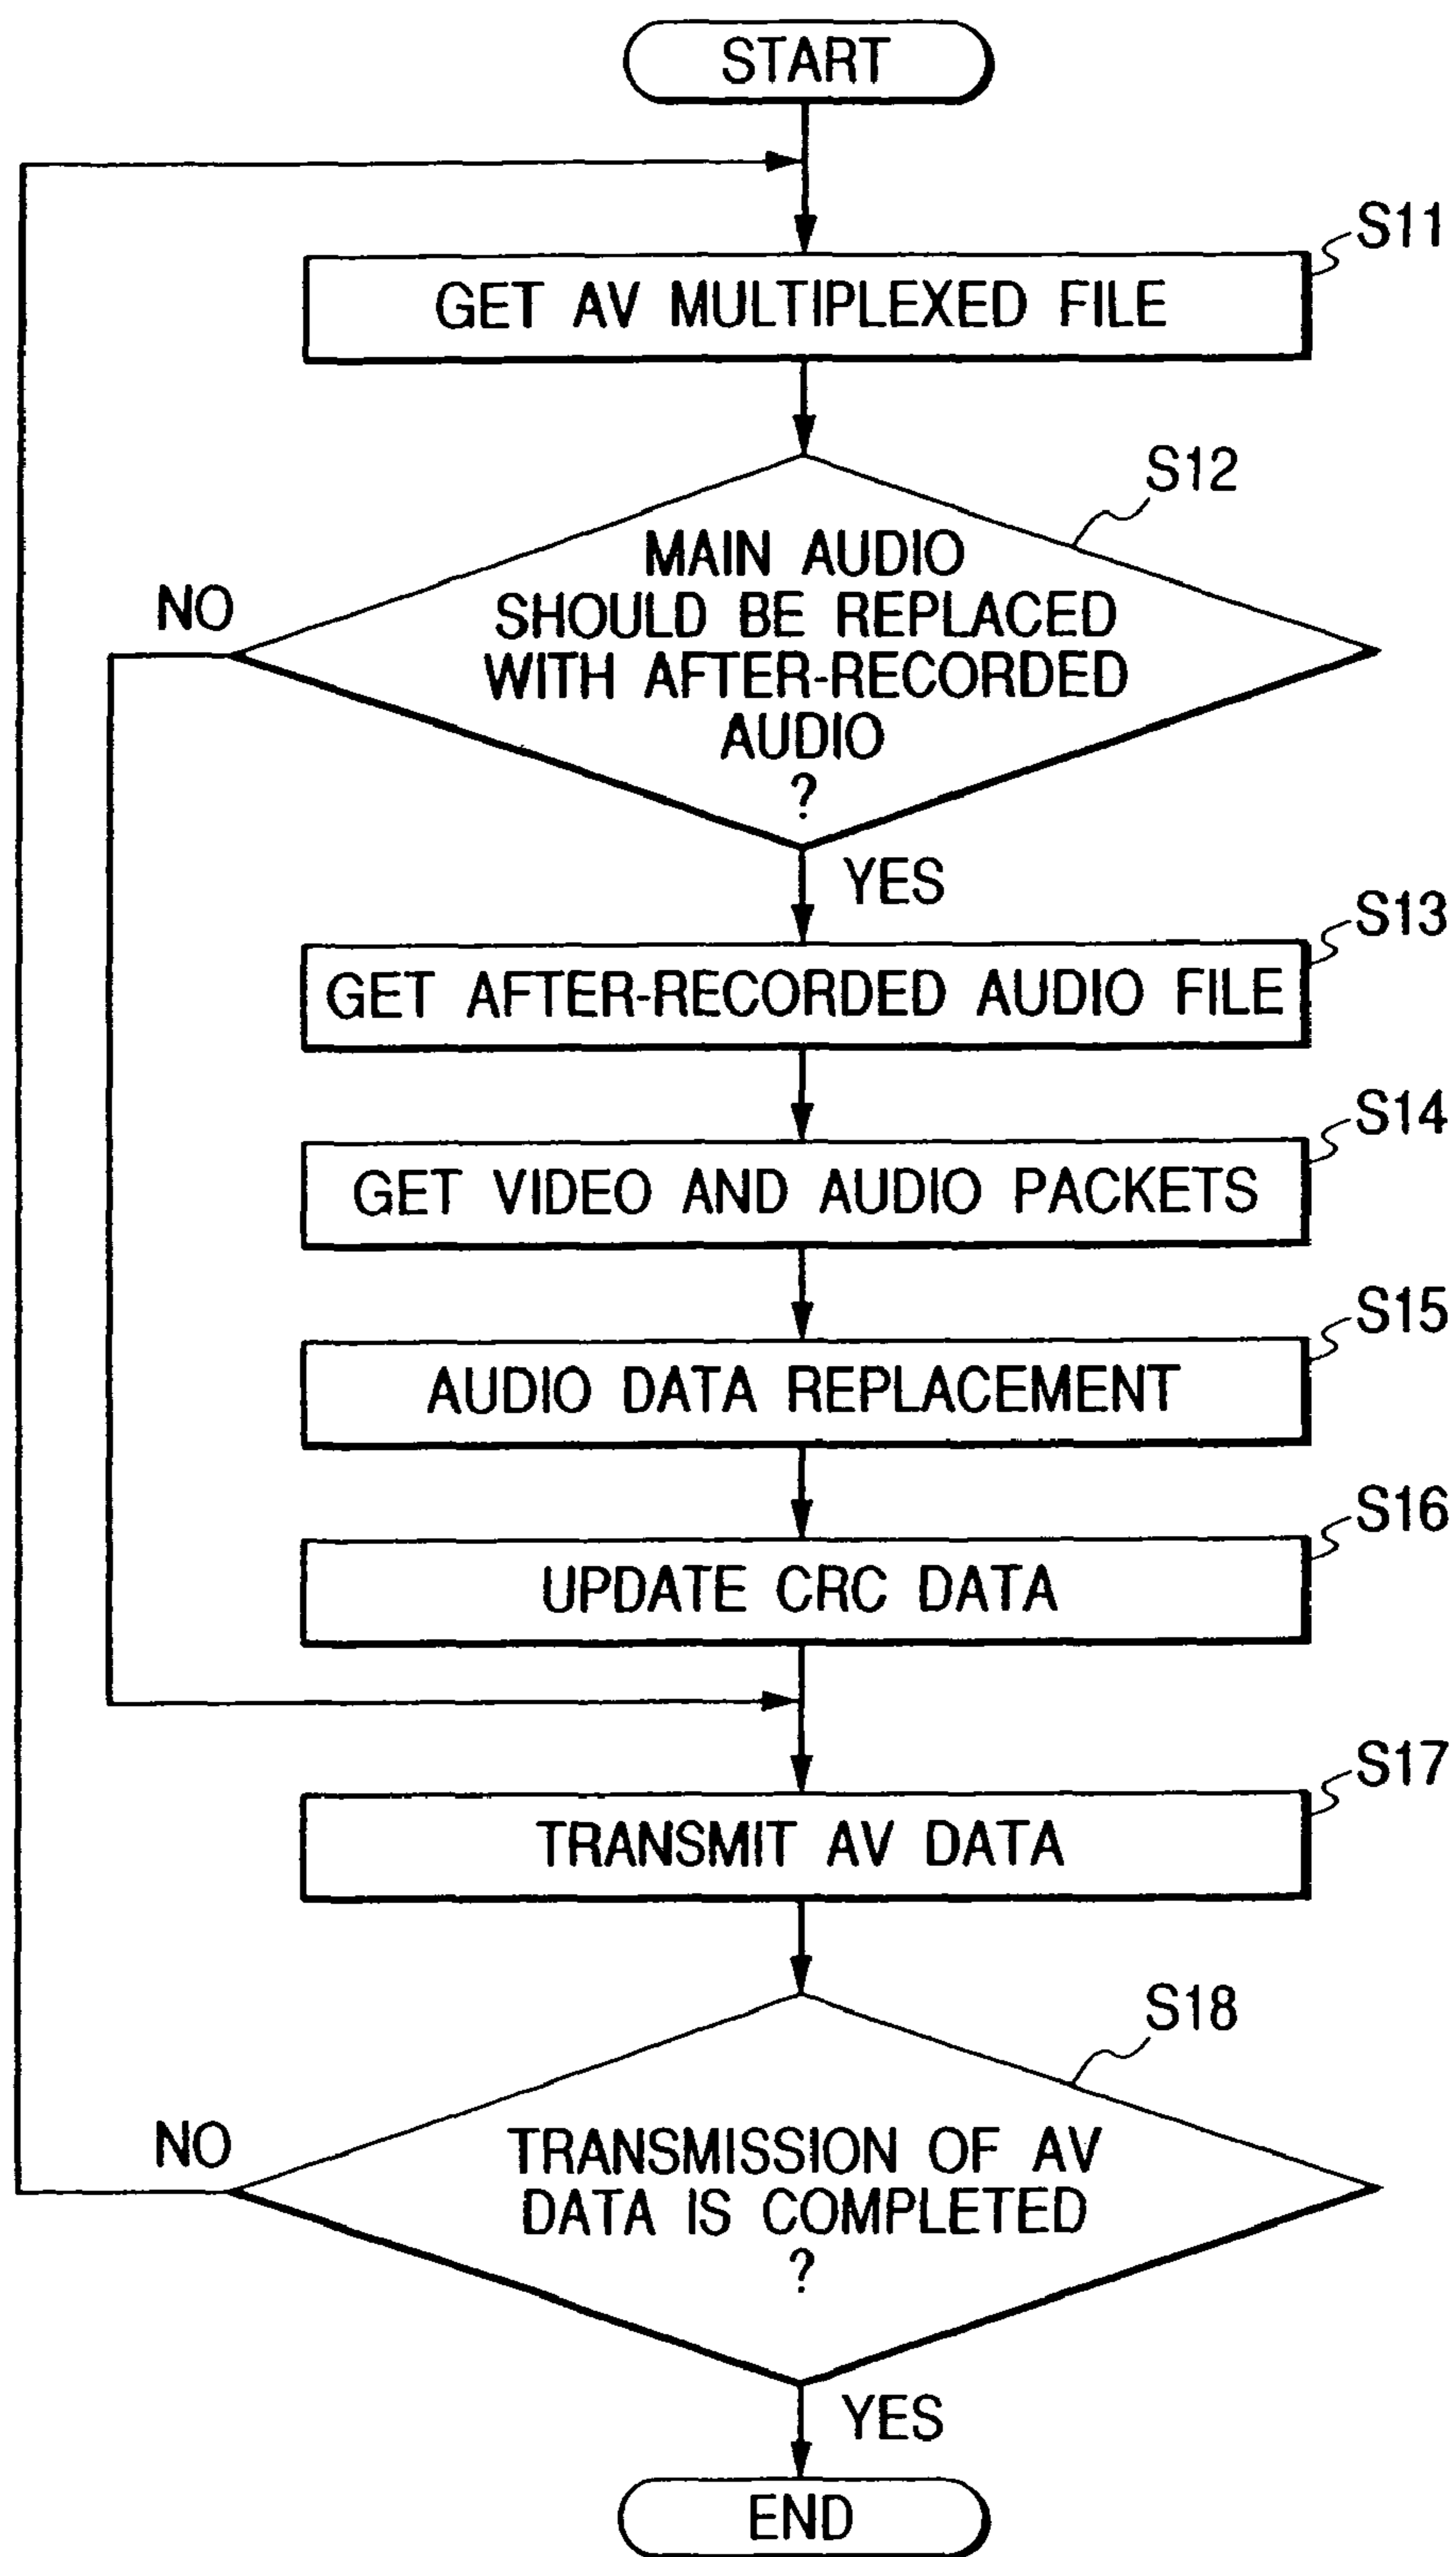 START
S11
GET AV MULTIPLEXED FILE
S12
MAIN AUDIO
SHOULD BE REPLACED
WITH AFTER-RECORDED
AUDIO
?
NO
YES
S13
GET AFTER-RECORDED AUDIO FILE
S14
GET VIDEO AND AUDIO PACKETS
S15
AUDIO DATA REPLACEMENT
S16
UPDATE CRC DATA
S17
TRANSMIT AV DATA
S18
TRANSMISSION OF AV
DATA IS COMPLETED
?
NO
YES
END